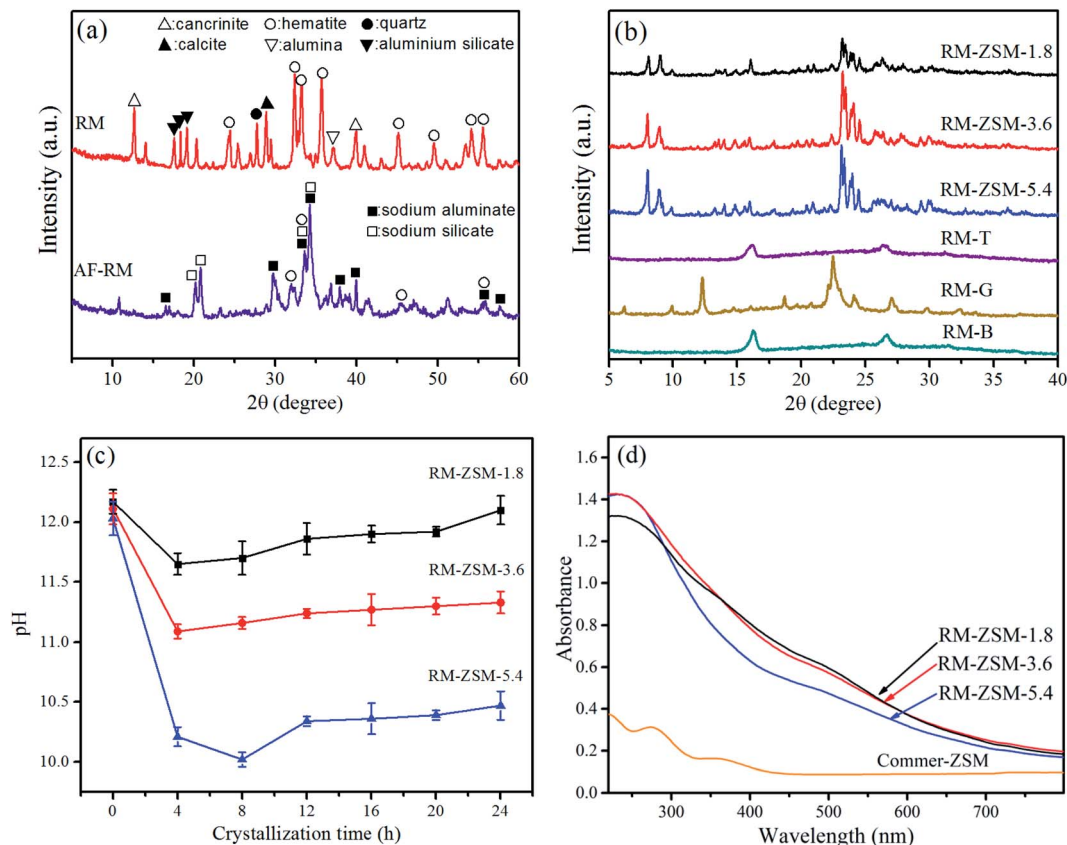 (a)
△:cancrinite ○:hematite ●:quartz
▲:calcite ▽:alumina ▼:aluminium silicate
RM
■:sodium aluminate
□:sodium silicate
AF-RM
Intensity (a.u.)
10 20 30 40 50 60
2θ (degree)
(b)
RM-ZSM-1.8
RM-ZSM-3.6
RM-ZSM-5.4
RM-T
RM-G
RM-B
Intensity (a.u.)
5 10 15 20 25 30 35 40
2θ (degree)
(c)
12.5
12.0
11.5
11.0
10.5
10.0
pH
RM-ZSM-1.8
RM-ZSM-3.6
RM-ZSM-5.4
0 4 8 12 16 20 24
Crystallization time (h)
(d)
1.6
1.4
1.2
1.0
0.8
0.6
0.4
0.2
0.0
Absorbance
RM-ZSM-1.8
RM-ZSM-3.6
RM-ZSM-5.4
Commer-ZSM
300 400 500 600 700
Wavelength (nm)